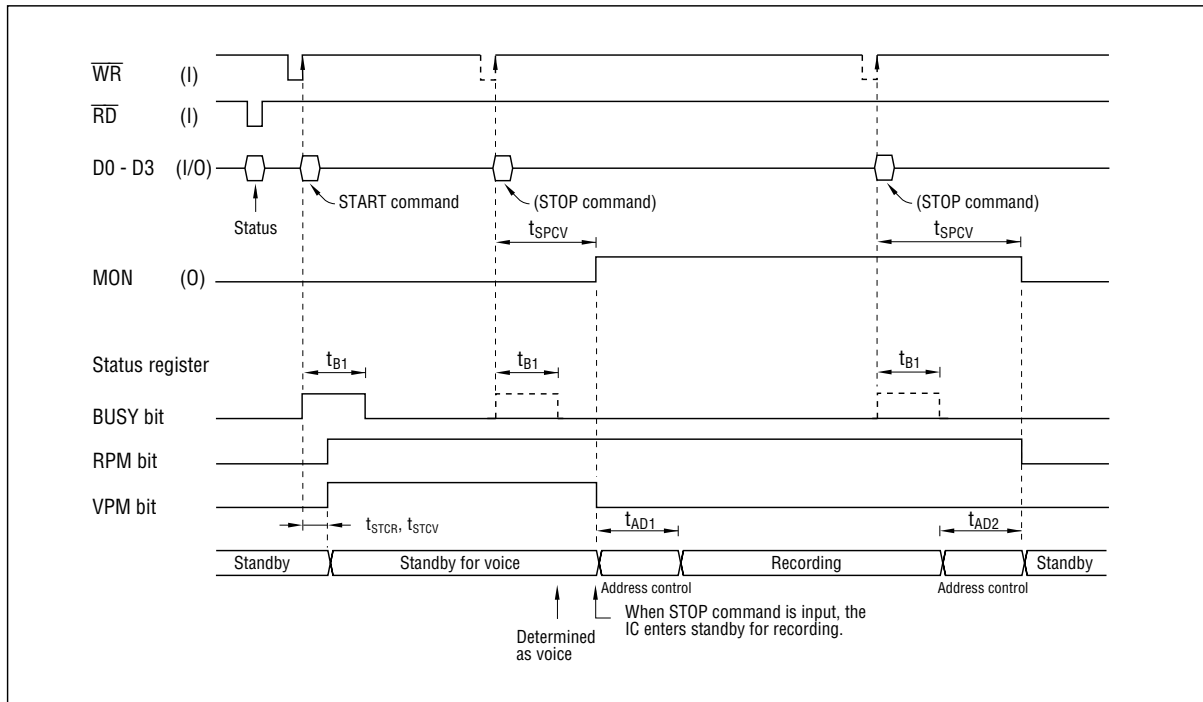 WR (I)
RD (I)
D0 - D3 (I/O)
Status
START command
(STOP command)
(STOP command)
tSPCV
tSPCV
MON (O)
Status register
tB1
tB1
tB1
BUSY bit
RPM bit
VPM bit
tSTCR, tSTCV
tAD1
tAD2
Standby
Standby for voice
Recording
Standby
Address control
Address control
Determined
as voice
When STOP command is input, the
IC enters standby for recording.